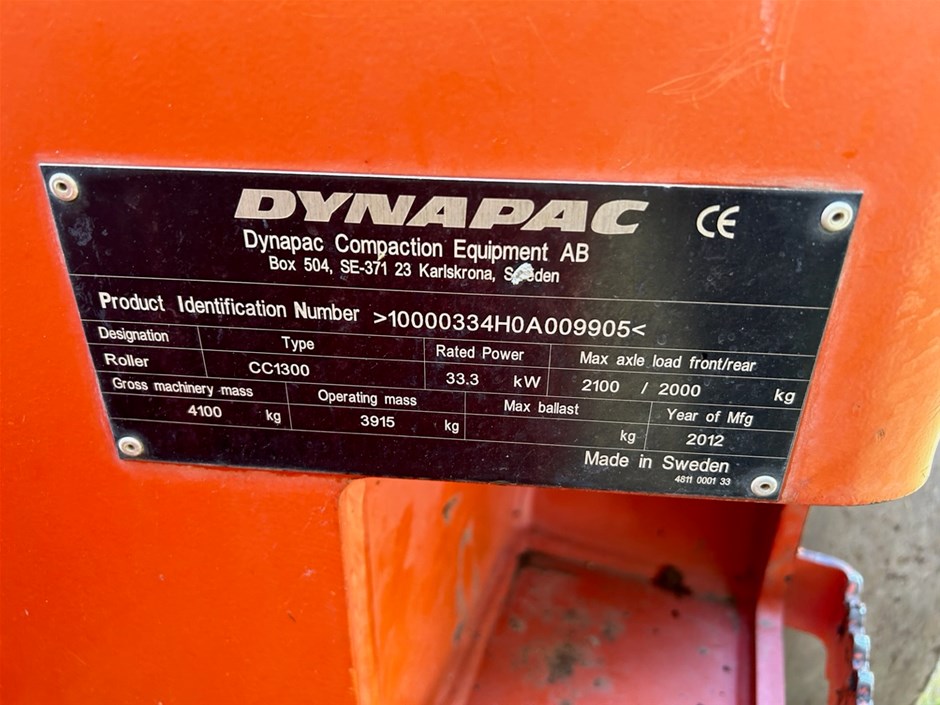 DYNAPAC CE
Dynapac Compaction Equipment AB
Box 504, SE-371 23 Karlskrona, Sweden
Product Identification Number >10000334H0A009905<
Designation Type Rated Power Max axle load front/rear
Roller CC1300 33.3 kW 2100 / 2000 kg
Gross machinery mass Operating mass Max ballast Year of Mfg
4100 kg 3915 kg kg 2012
Made in Sweden
4811 0001 33